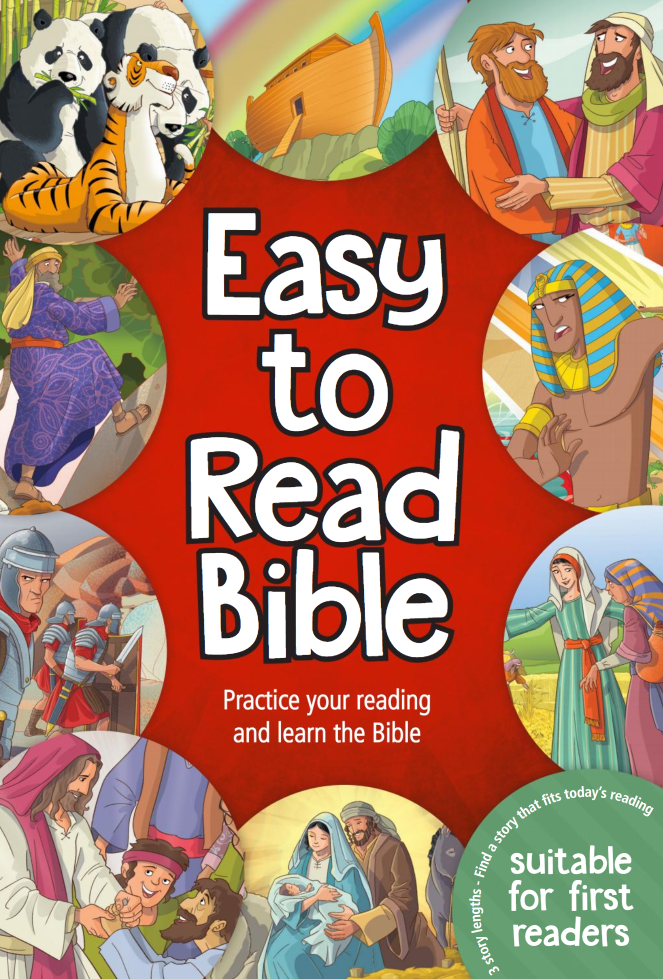 Easy
to
Read
Bible
Practice your reading
and learn the Bible
3 story lengths - Find a story that fits today's reading
suitable
for first
readers